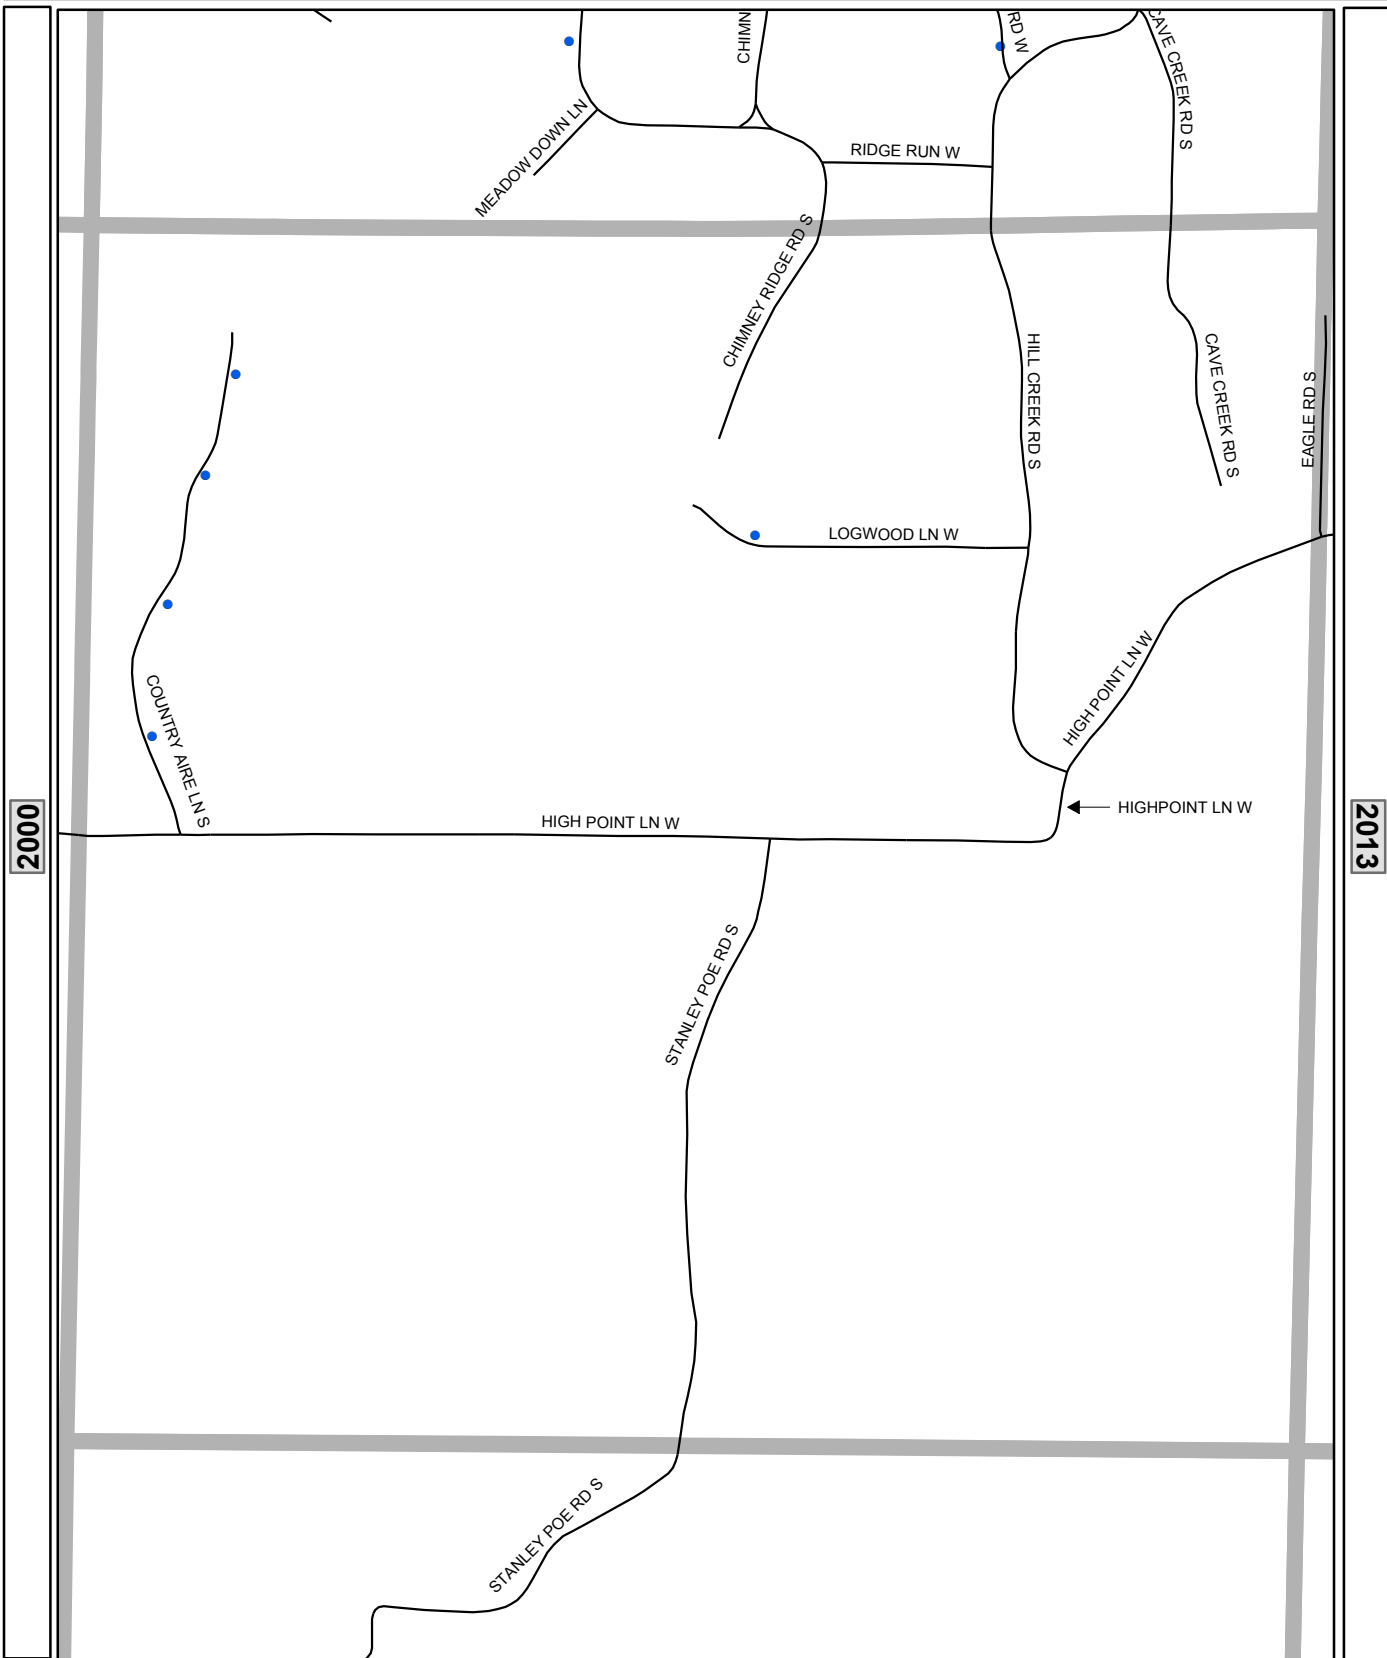 CHIMN
RD W
CAVE CREEK RD S
MEADOW DOWN LN
RIDGE RUN W
CHIMNEY RIDGE RD S
HILL CREEK RD S
CAVE CREEK RD S
EAGLE RD S
LOGWOOD LN W
HIGH POINT LN W
COUNTRY AIRE LN S
2000
HIGH POINT LN W
HIGHPOINT LN W
2013
STANLEY POE RD S
STANLEY POE RD S